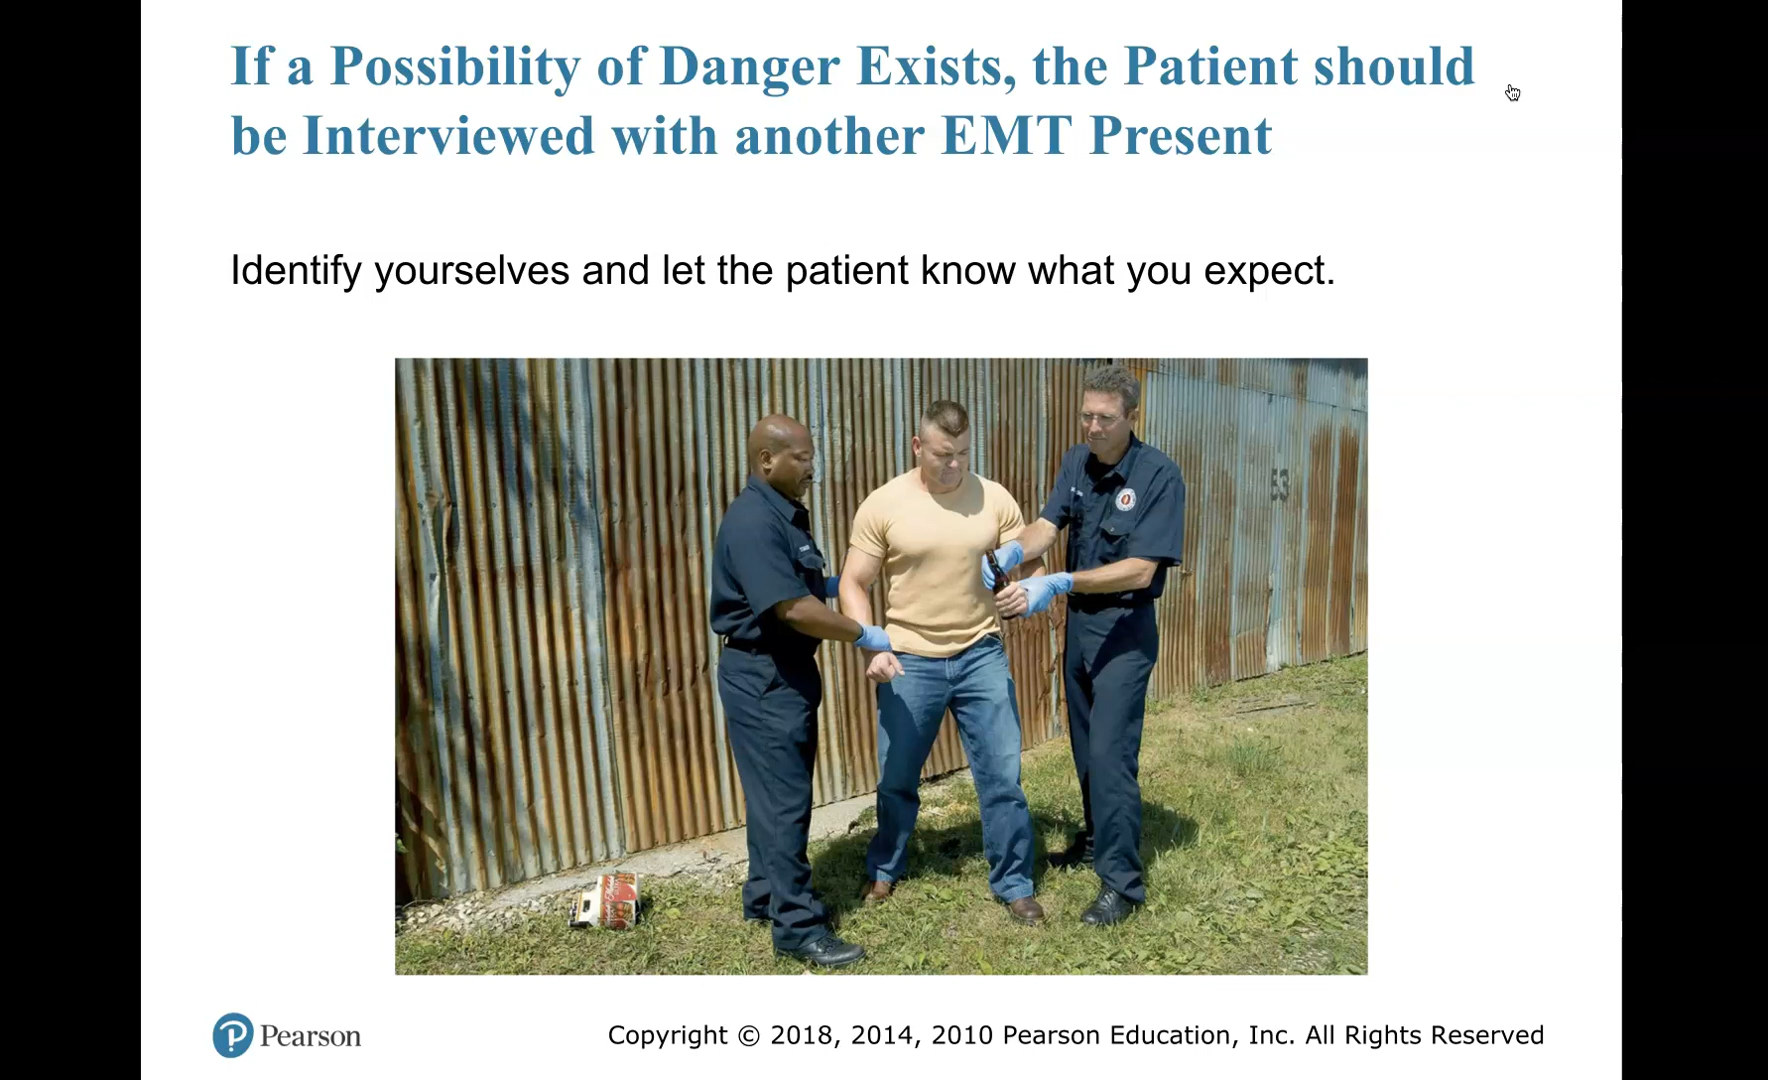 If a Possibility of Danger Exists, the Patient should
be Interviewed with another EMT Present
Identify yourselves and let the patient know what you expect.
53
Pearson
Copyright © 2018, 2014, 2010 Pearson Education, Inc. All Rights Reserved